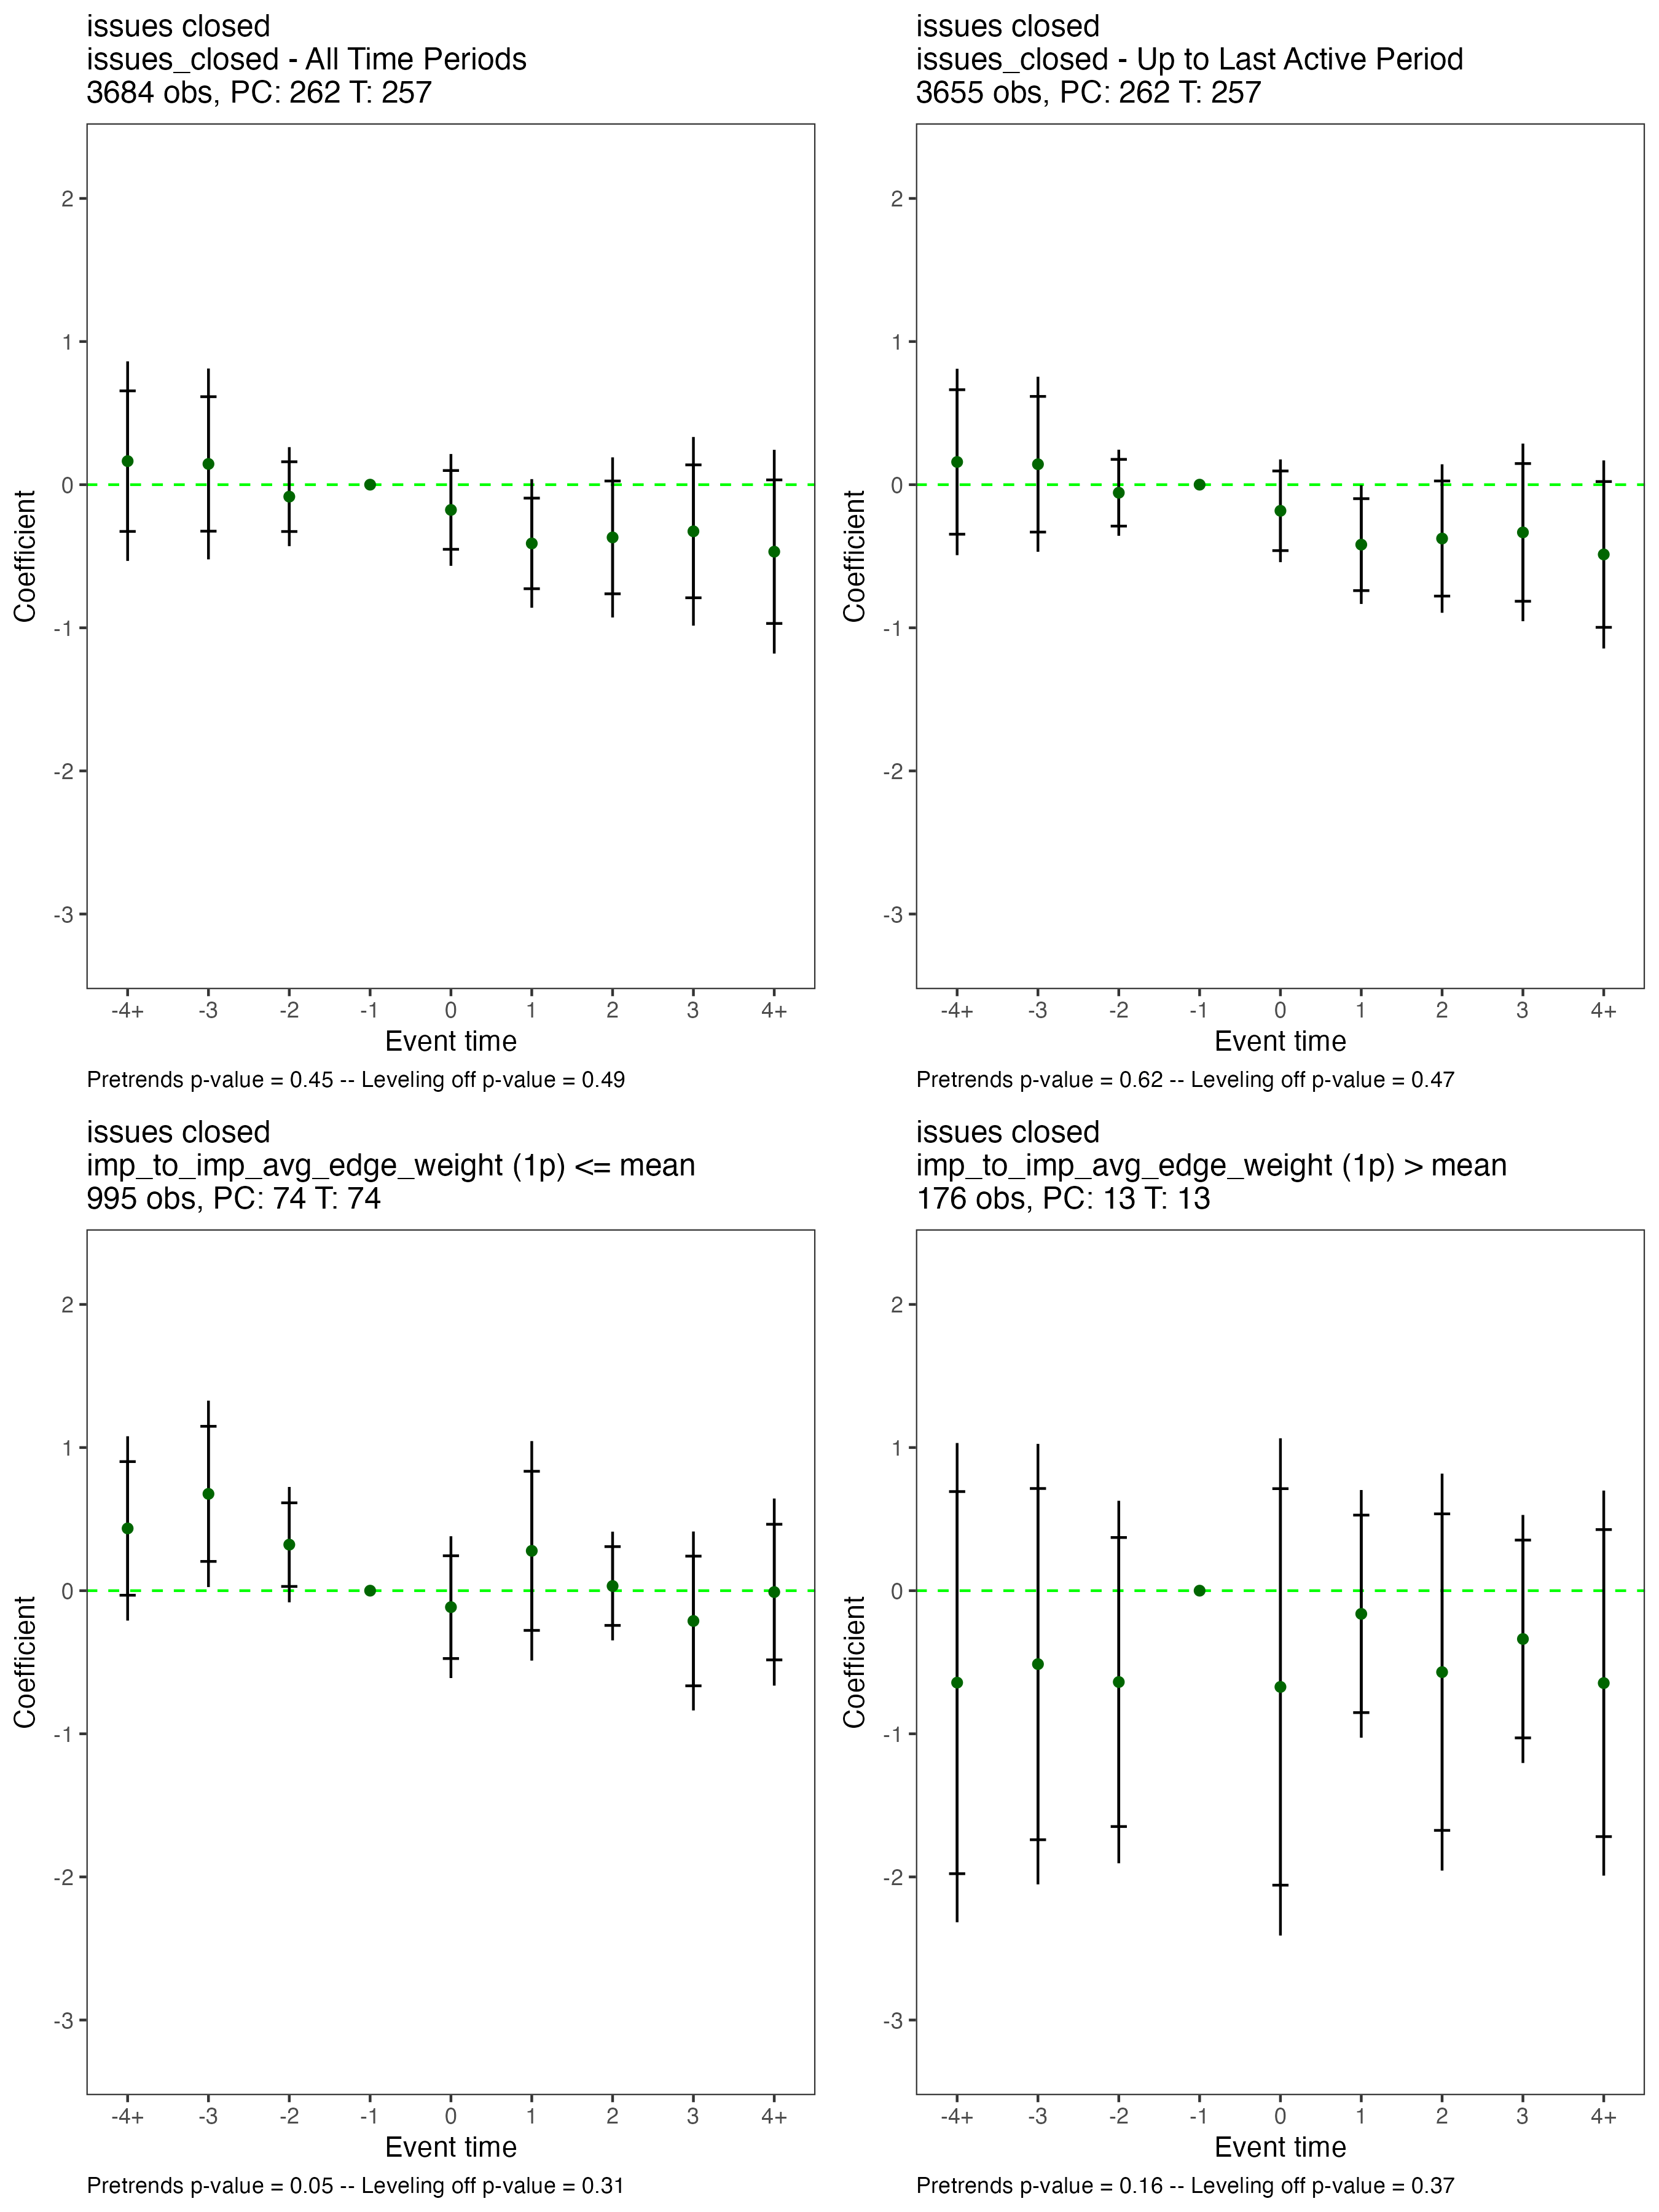 issues closed
issues_closed - All Time Periods
3684 obs, PC: 262 T: 257
2
1
0
-1
-2
-3
Coefficient
-4+ -3 -2 -1 0 1 2 3 4+
Event time
Pretrends p-value = 0.45 -- Leveling off p-value = 0.49
issues closed
issues_closed - Up to Last Active Period
3655 obs, PC: 262 T: 257
2
1
0
-1
-2
-3
Coefficient
-4+ -3 -2 -1 0 1 2 3 4+
Event time
Pretrends p-value = 0.62 -- Leveling off p-value = 0.47
issues closed
imp_to_imp_avg_edge_weight (1p) <= mean
995 obs, PC: 74 T: 74
2
1
0
-1
-2
-3
Coefficient
-4+ -3 -2 -1 0 1 2 3 4+
Event time
Pretrends p-value = 0.05 -- Leveling off p-value = 0.31
issues closed
imp_to_imp_avg_edge_weight (1p) > mean
176 obs, PC: 13 T: 13
2
1
0
-1
-2
-3
Coefficient
-4+ -3 -2 -1 0 1 2 3 4+
Event time
Pretrends p-value = 0.16 -- Leveling off p-value = 0.37